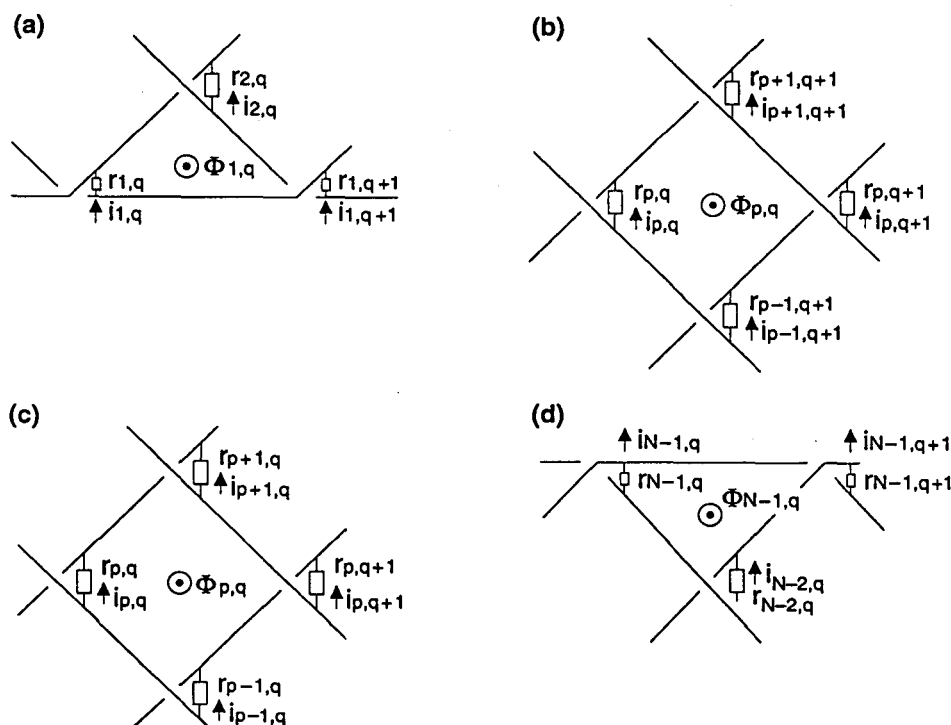 (a)
r2,q
i2,q
Φ1,q
r1,q
i1,q
r1,q+1
i1,q+1
(b)
rp+1,q+1
ip+1,q+1
rp,q
ip,q
Φp,q
rp,q+1
ip,q+1
rp-1,q+1
ip-1,q+1
(c)
rp+1,q
ip+1,q
rp,q
ip,q
Φp,q
rp,q+1
ip,q+1
rp-1,q
ip-1,q
(d)
iN-1,q
iN-1,q+1
rN-1,q
rN-1,q+1
ΦN-1,q
iN-2,q
rN-2,q